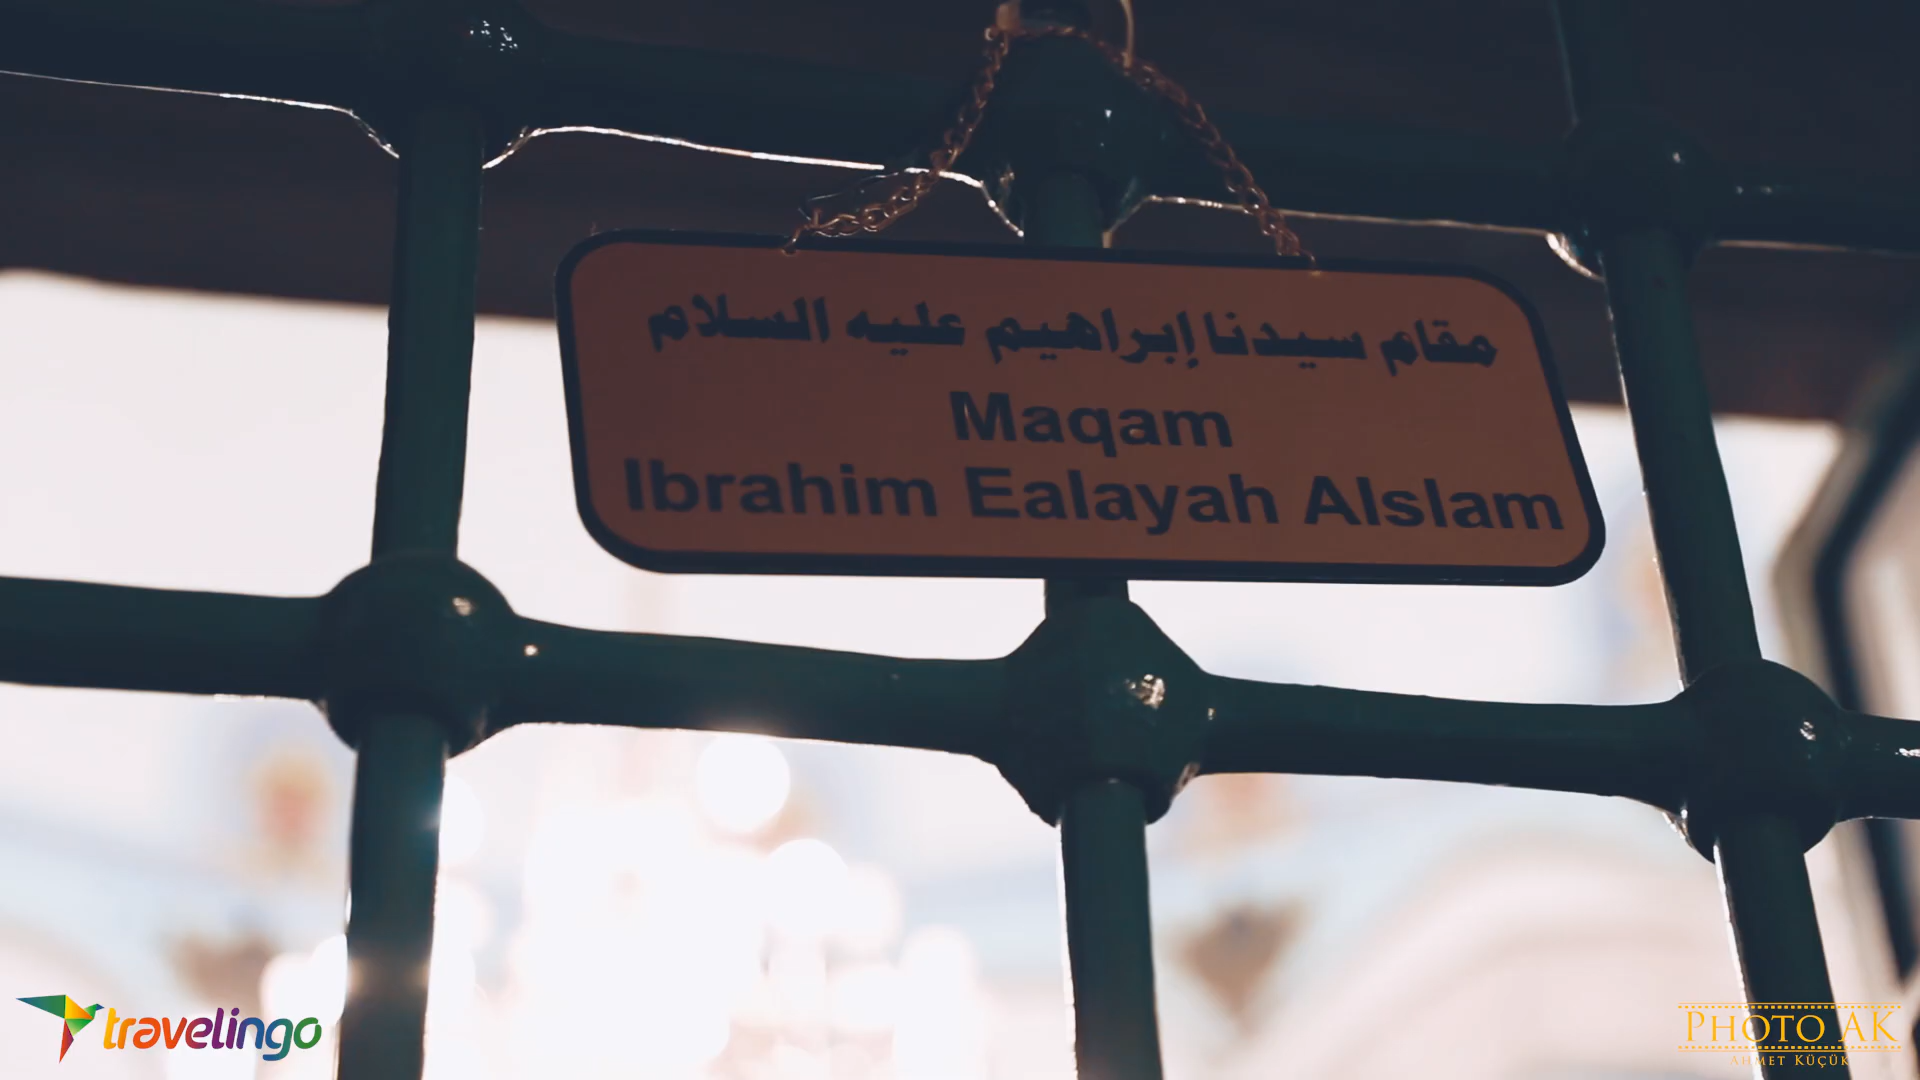 مقام سيدنا إبراهيم عليه السلام
Maqam
Ibrahim Ealayah Alslam
travelingo
PHOTO AK
AHMET KÜÇÜK